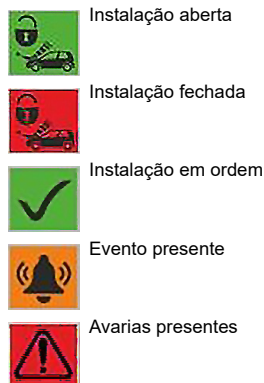 Instalação aberta
Instalação fechada
Instalação em ordem
Evento presente
Avarias presentes